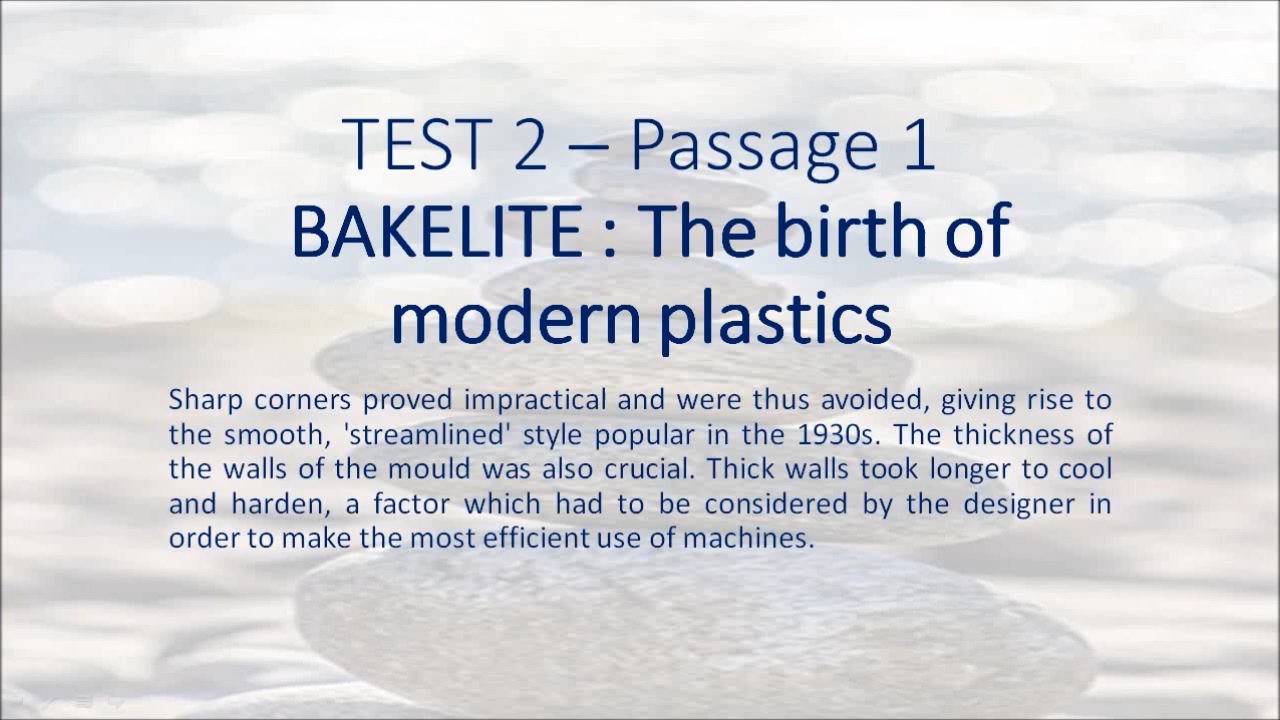 TEST 2 – Passage 1
BAKELITE : The birth of
modern plastics
Sharp corners proved impractical and were thus avoided, giving rise to
the smooth, 'streamlined' style popular in the 1930s. The thickness of
the walls of the mould was also crucial. Thick walls took longer to cool
and harden, a factor which had to be considered by the designer in
order to make the most efficient use of machines.